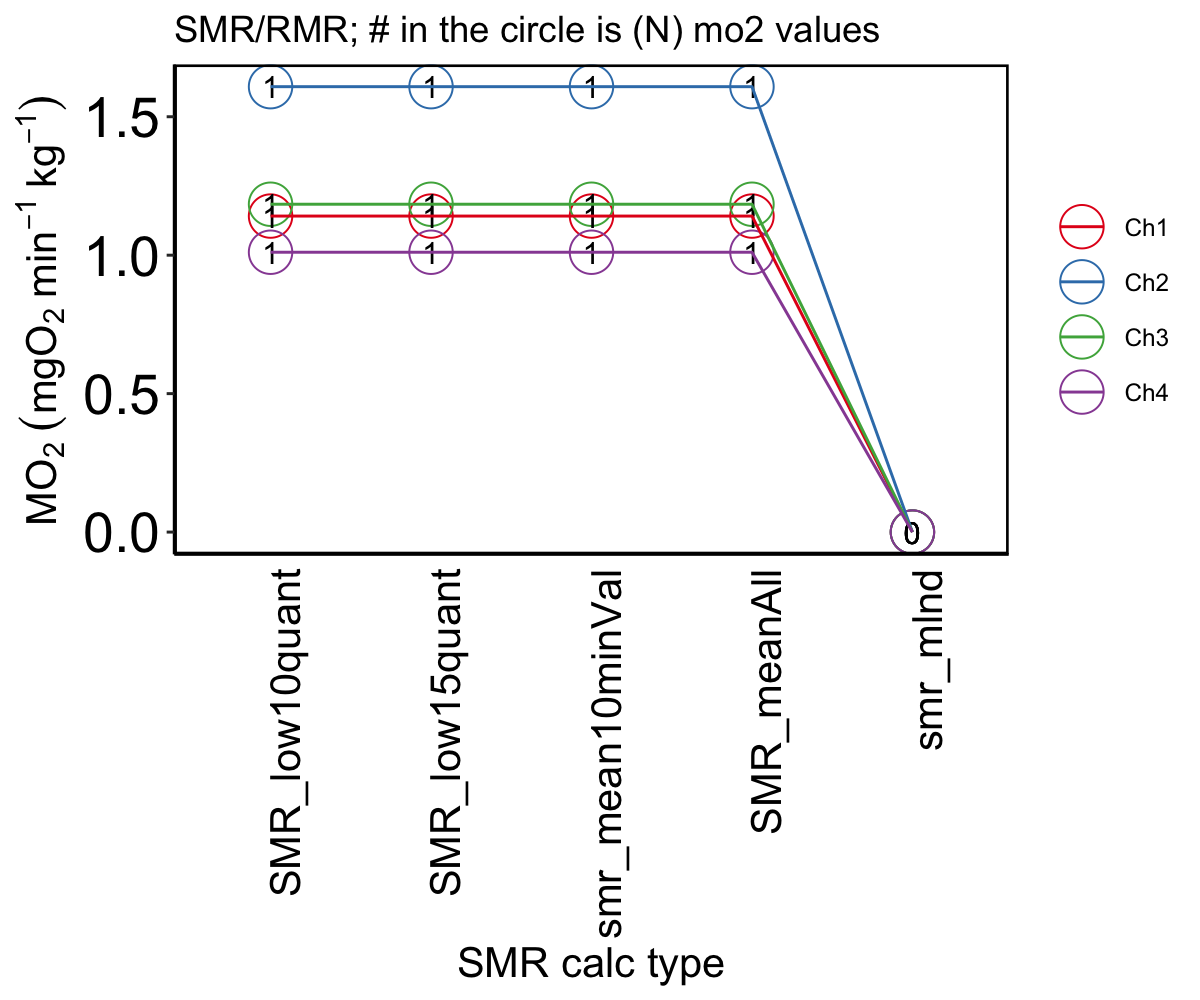 SMR/RMR; # in the circle is (N) mo2 values
MO₂ (mgO₂ min⁻¹ kg⁻¹)
1.5
1.0
0.5
0.0
1 1 1 1
1 1 1 1
1 1 1 1
1 1 1 1
0
Ch1
Ch2
Ch3
Ch4
SMR_low10quant
SMR_low15quant
smr_mean10minVal
SMR_meanAll
smr_mlnd
SMR calc type